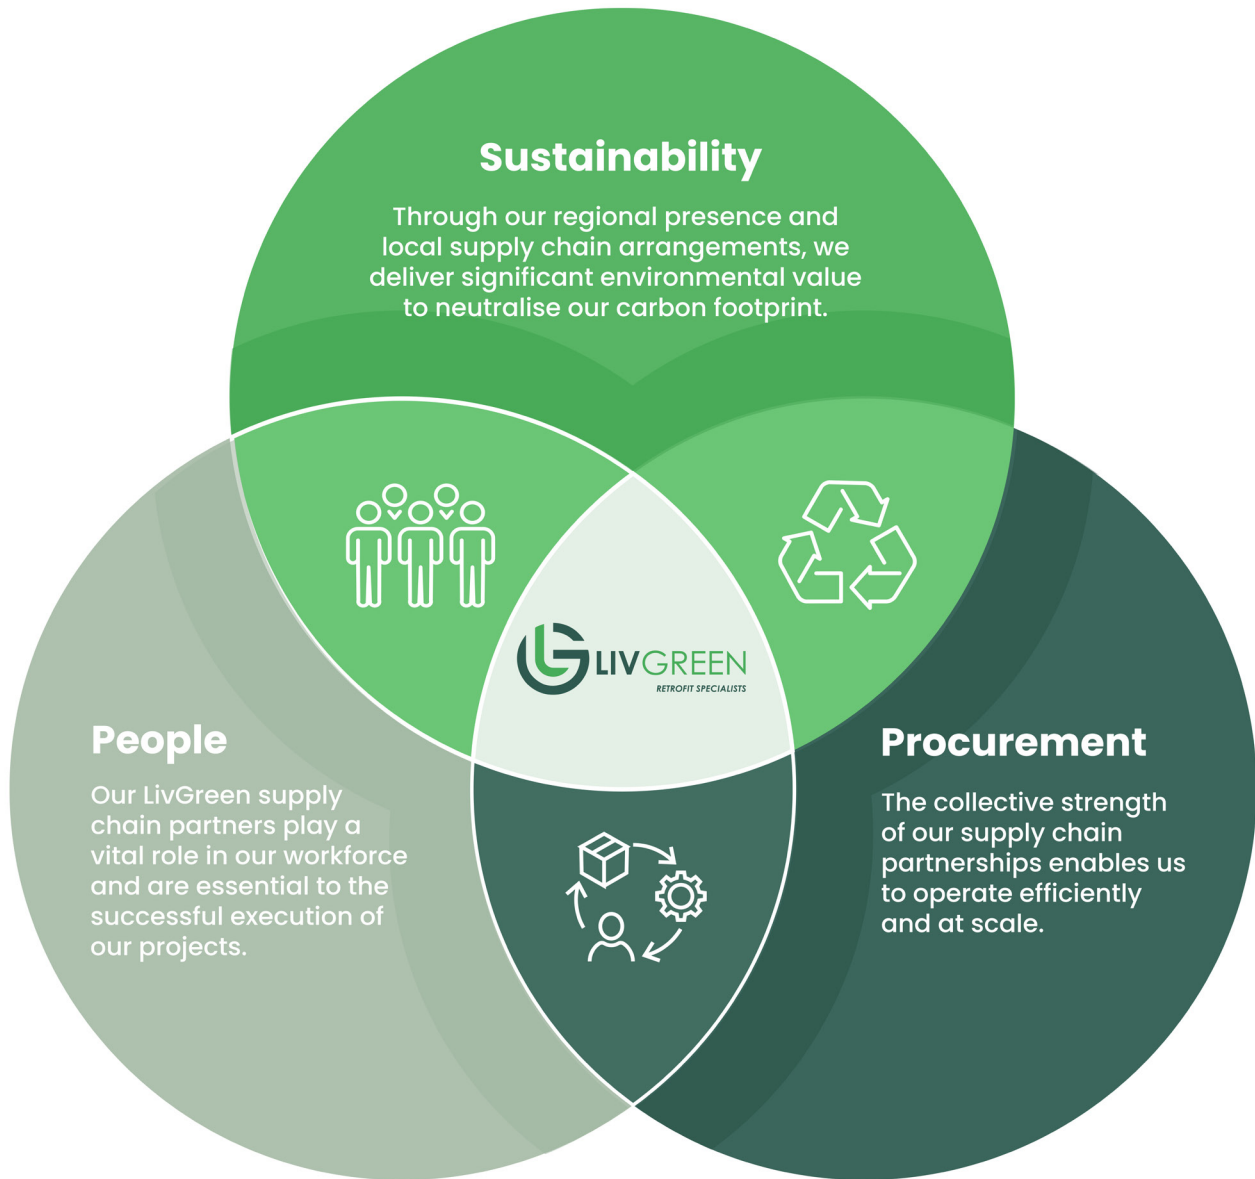 Sustainability
Through our regional presence and
local supply chain arrangements, we
deliver significant environmental value
to neutralise our carbon footprint.
LIVGREEN
RETROFIT SPECIALISTS
People
Our LivGreen supply
chain partners play a
vital role in our workforce
and are essential to the
successful execution of
our projects.
Procurement
The collective strength
of our supply chain
partnerships enables us
to operate efficiently
and at scale.